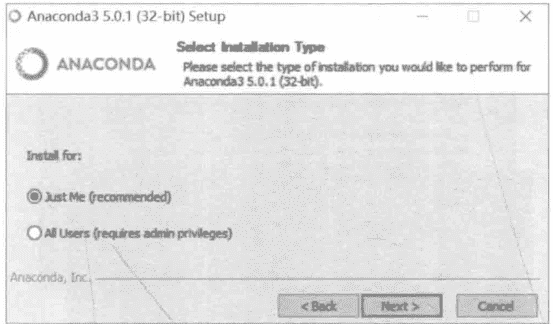 Anaconda3 5.0.1 (32-bit) Setup
Select Installation Type
ANACONDA
Please select the type of installation you would like to perform for
Anaconda3 5.0.1 (32-bit).
Install for:
Just Me (recommended)
All Users (requires admin privileges)
Anaconda, Inc.
< Back
Next >
Cancel